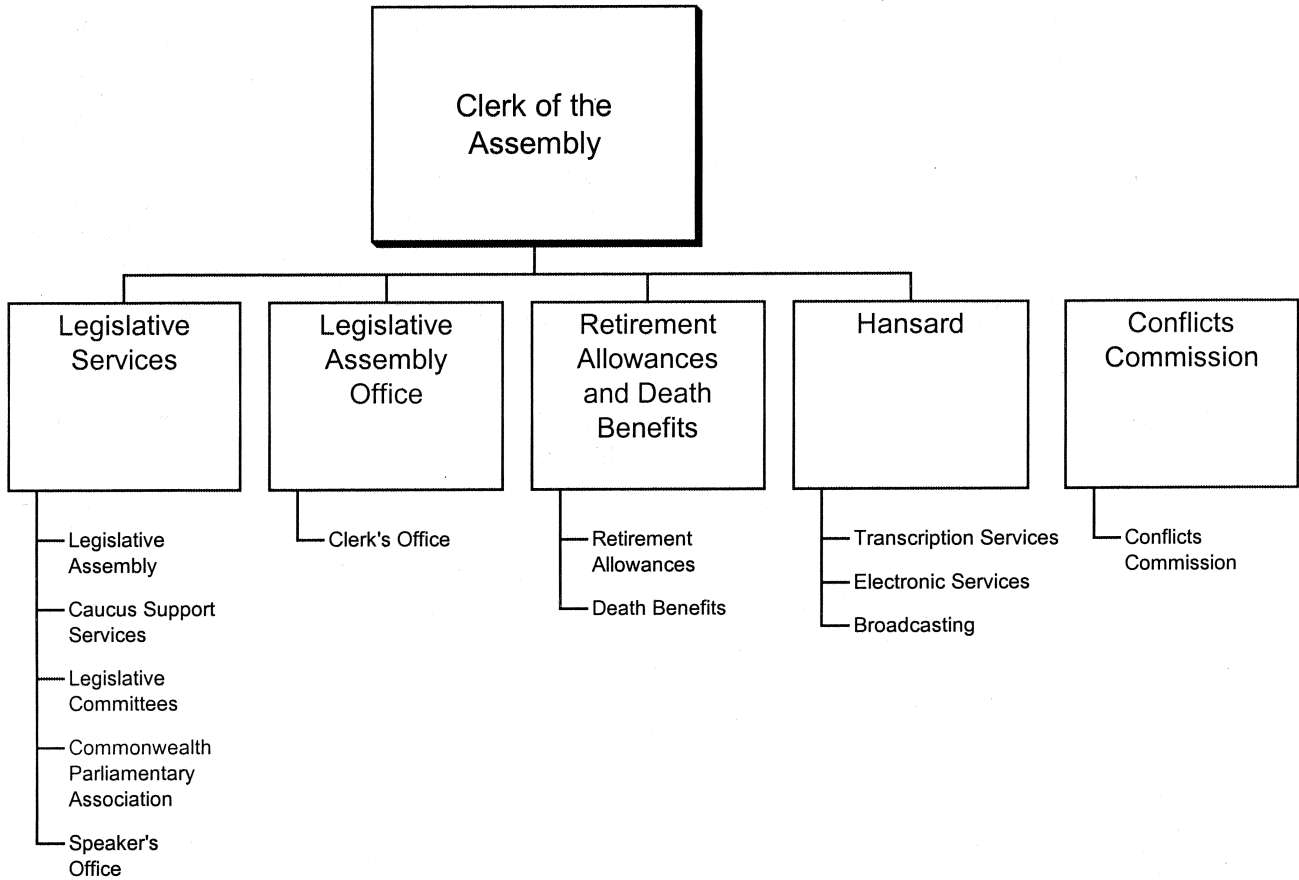 Clerk of the
Assembly
Legislative
Services
Legislative
Assembly
Office
Retirement
Allowances
and Death
Benefits
Hansard
Conflicts
Commission
Legislative
Assembly
Caucus Support
Services
Legislative
Committees
Commonwealth
Parliamentary
Association
Speaker's
Office
Clerk's Office
Retirement
Allowances
Death Benefits
Transcription Services
Electronic Services
Broadcasting
Conflicts
Commission